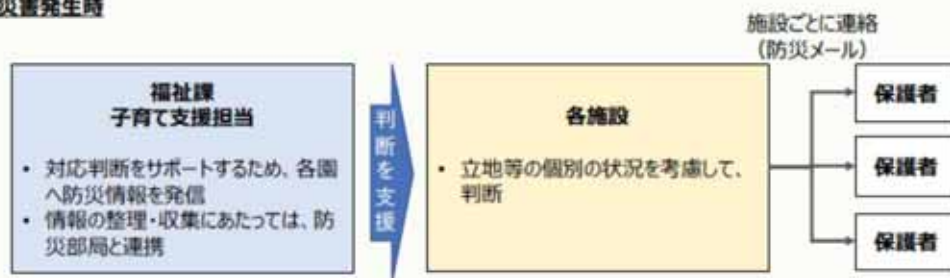 災害発生時
施設ごとに連絡
（防災メール）
福祉課
子育て支援担当
• 対応判断をサポートするため、各園
へ防災情報を発信
• 情報の整理・収集にあたっては、防
災部局と連携
判断を支援
各施設
• 立地等の個別の状況を考慮して、
判断
保護者
保護者
保護者